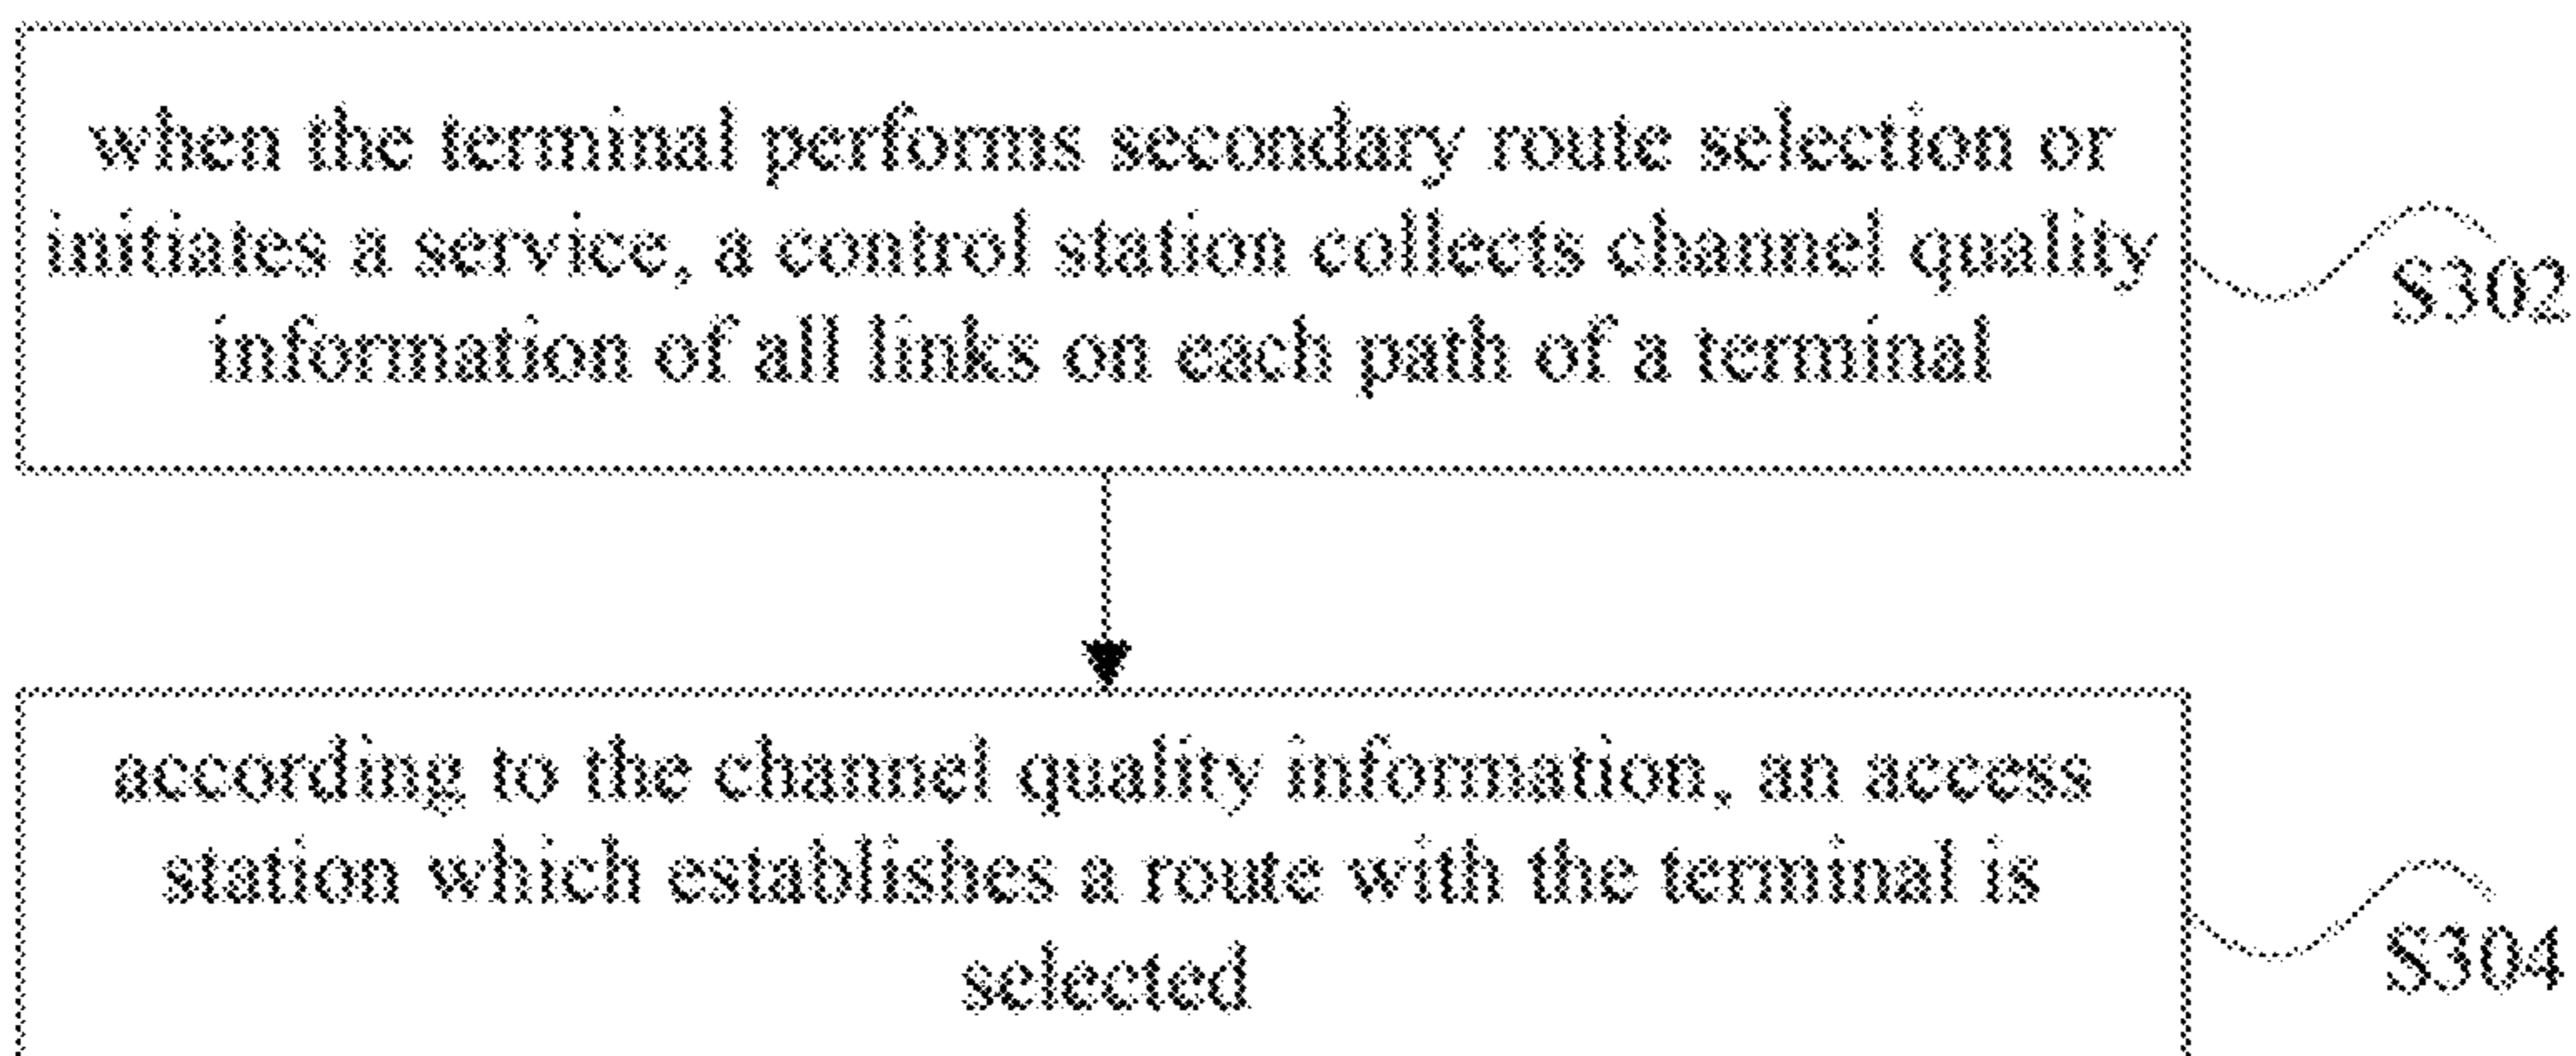 when the terminal performs secondary route selection or
initiates a service, a control station collects channel quality
information of all links on each path of a terminal
S302
according to the channel quality information, an access
station which establishes a route with the terminal is
selected
S304